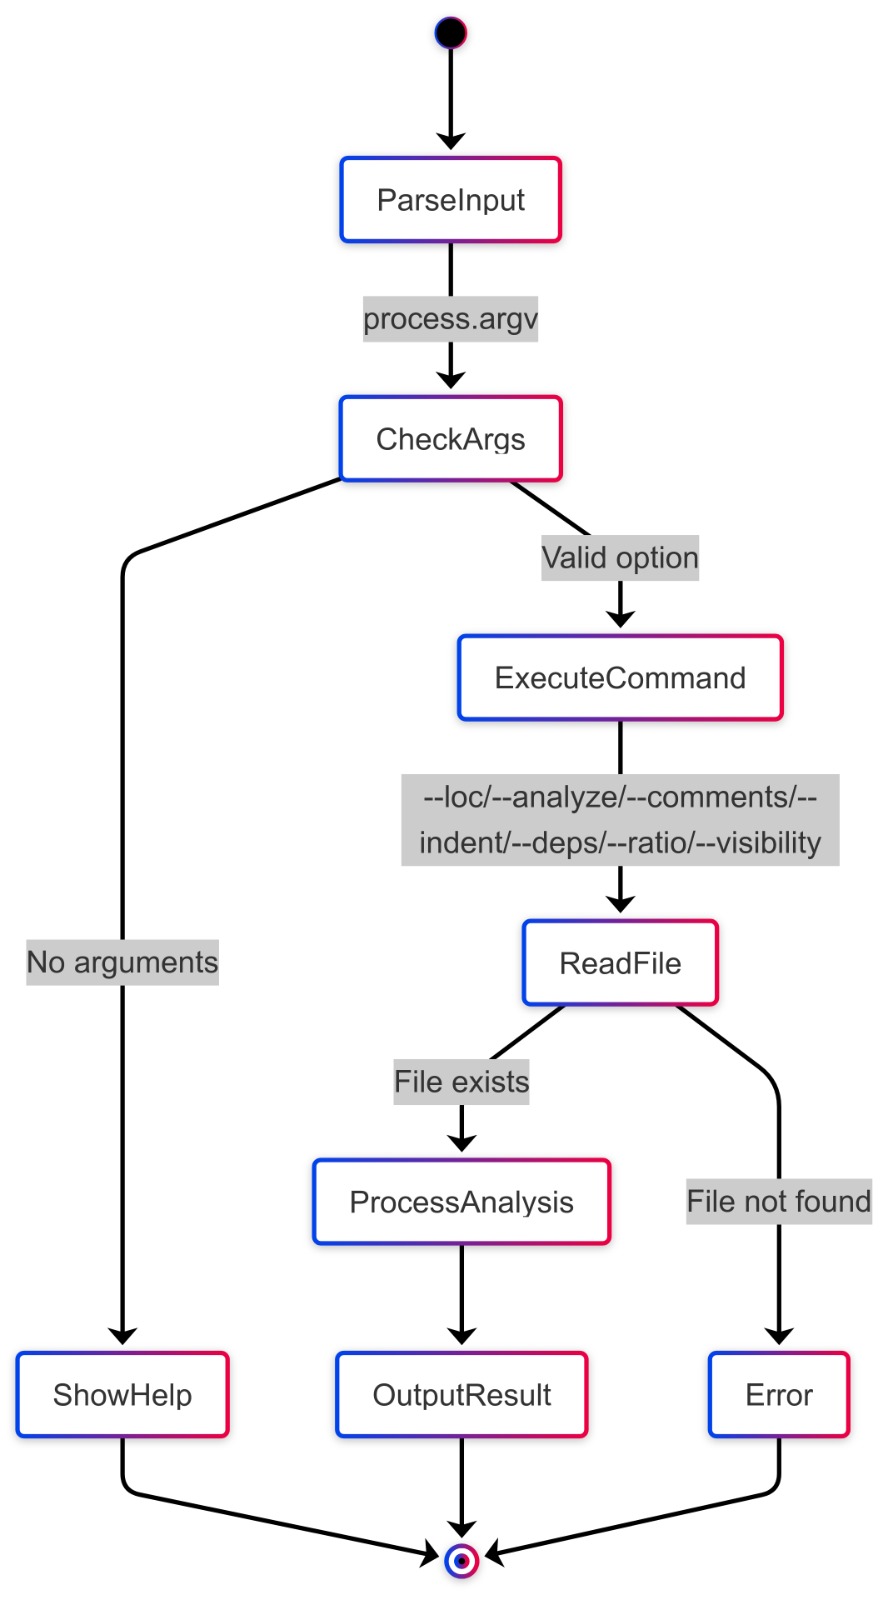 ParseInput
process.argv
CheckArgs
Valid option
ExecuteCommand
--loc/--analyze/--comments/--
indent/--deps/--ratio/--visibility
No arguments
ReadFile
File exists
ProcessAnalysis
File not found
ShowHelp
OutputResult
Error